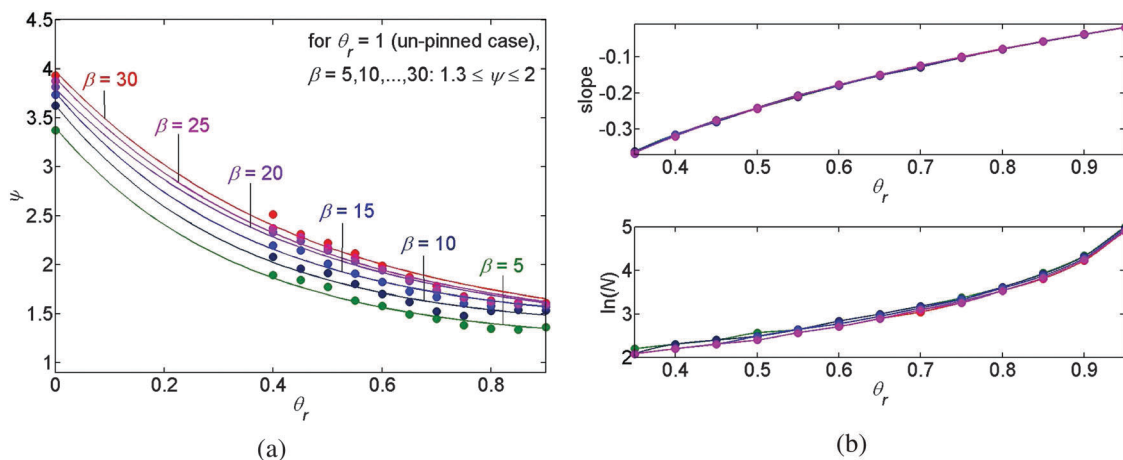 4.5
4
3.5
3
2.5
2
1.5
1
ψ
for θr = 1 (un-pinned case),
β = 5,10,...,30: 1.3 ≤ ψ ≤ 2
β = 30
β = 25
β = 20
β = 15
β = 10
β = 5
0 0.2 0.4 0.6 0.8
θr
(a)
slope
-0.1
-0.2
-0.3
0.4 0.5 0.6 0.7 0.8 0.9
θr
ln(N)
5
4
3
2
0.4 0.5 0.6 0.7 0.8 0.9
θr
(b)